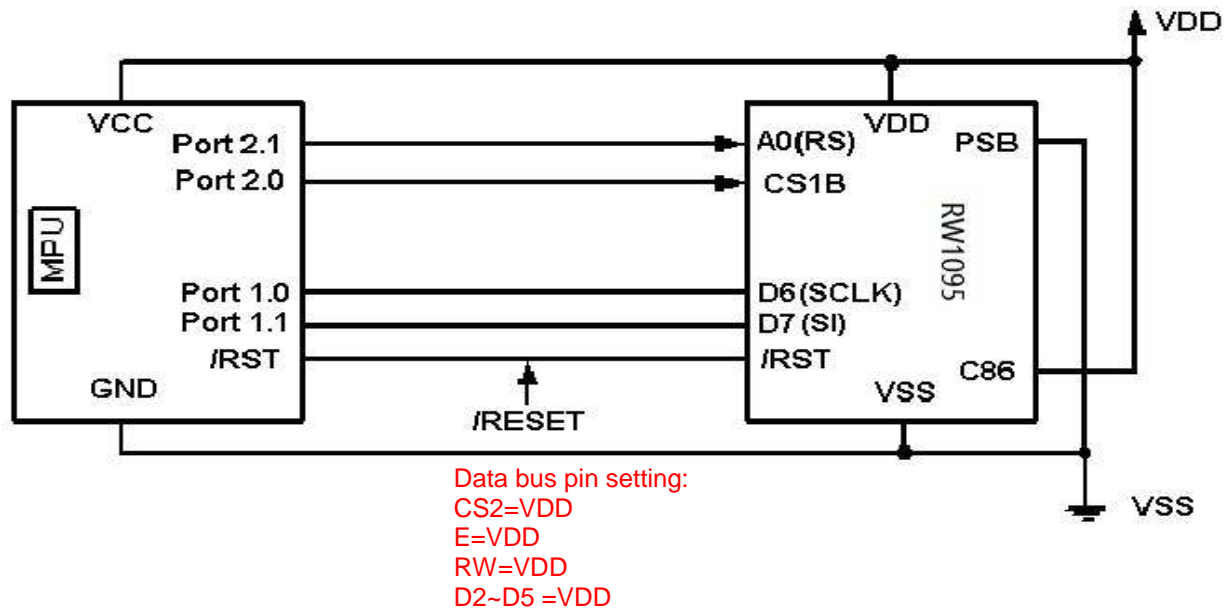 VDD
VCC
Port 2.1
Port 2.0
MPU
Port 1.0
Port 1.1
/RST
GND
/RESET
VDD
A0(RS)
PSB
CS1B
RW1095
D6(SCLK)
D7 (SI)
/RST
C86
VSS
VSS
Data bus pin setting:
CS2=VDD
E=VDD
RW=VDD
D2~D5 =VDD